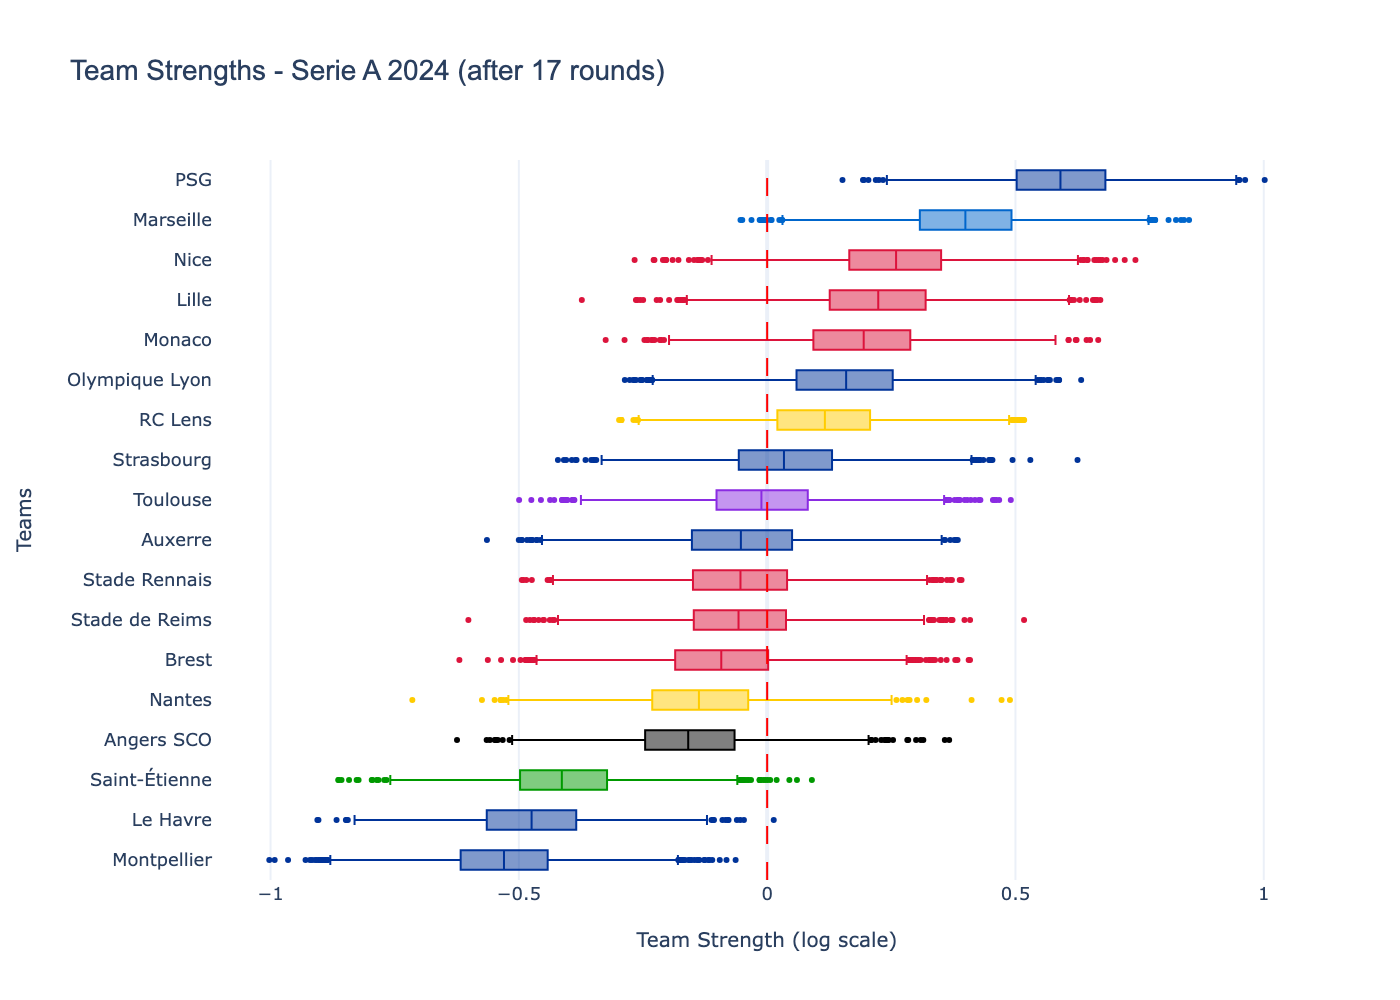 Team Strengths - Serie A 2024 (after 17 rounds)
PSG
Marseille
Nice
Lille
Monaco
Olympique Lyon
RC Lens
Strasbourg
Toulouse
Auxerre
Stade Rennais
Stade de Reims
Brest
Nantes
Angers SCO
Saint-Étienne
Le Havre
Montpellier
Teams
−1
−0.5
0
0.5
1
Team Strength (log scale)